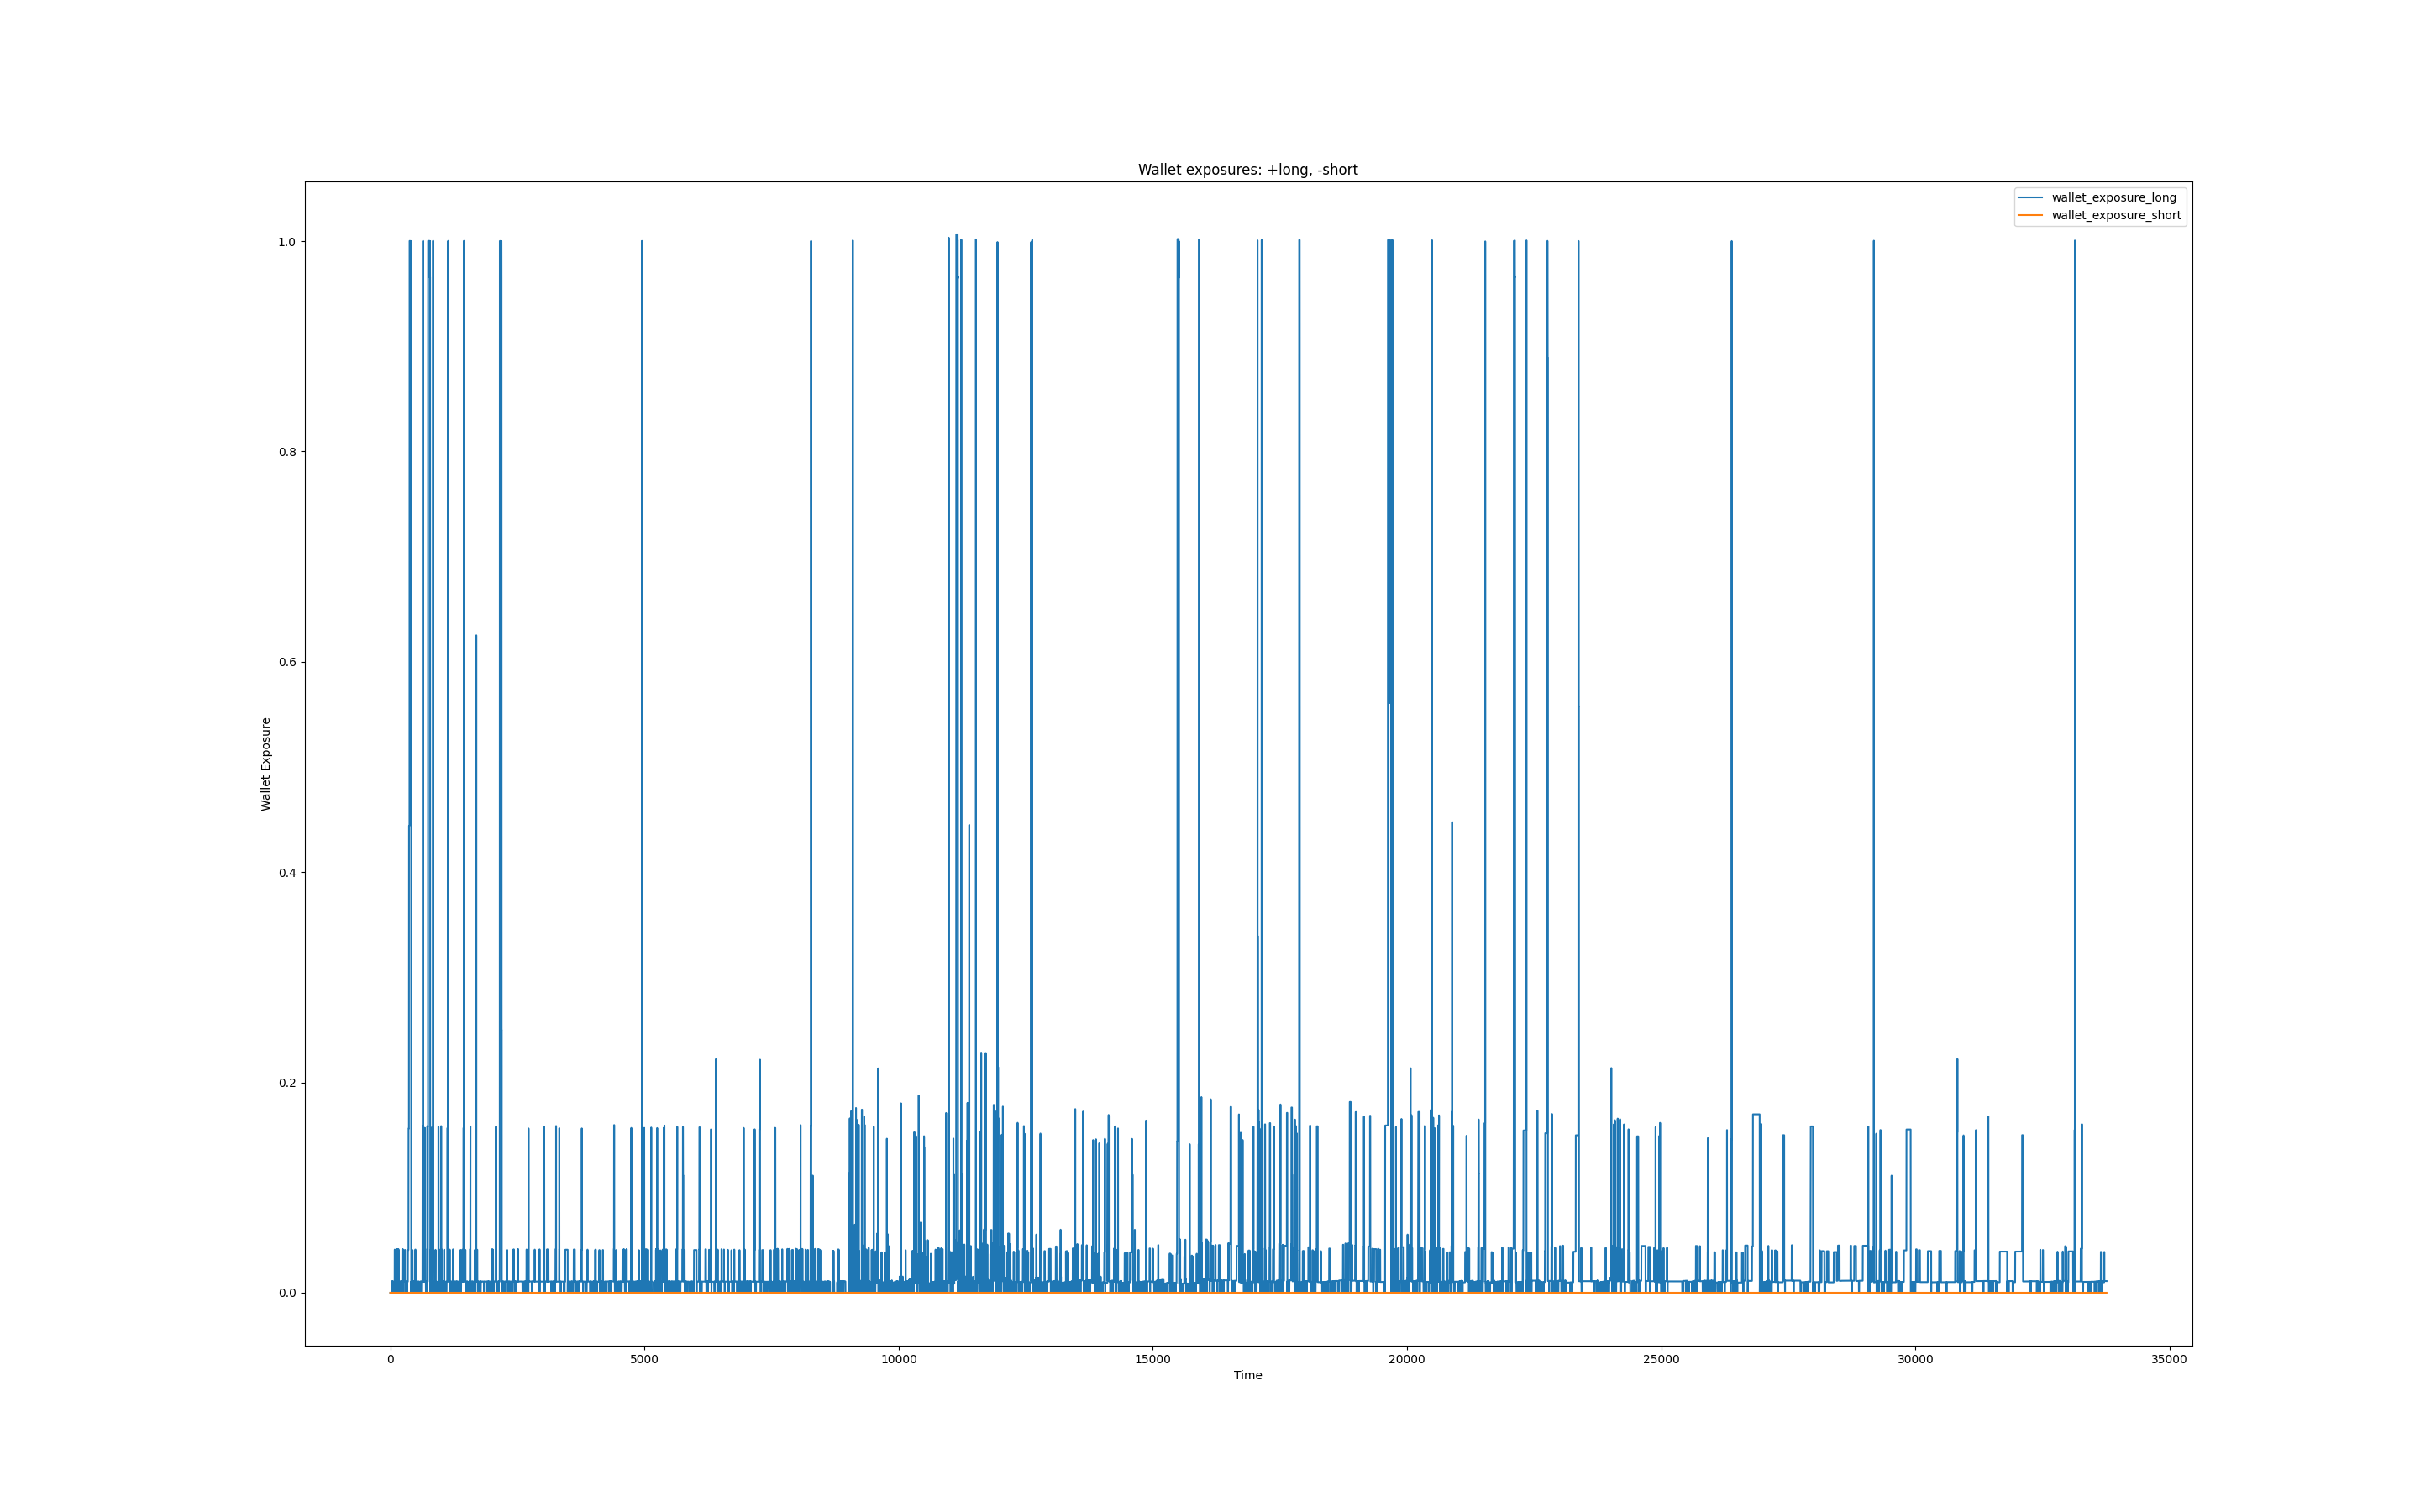 Wallet exposures: +long, -short
wallet_exposure_long
wallet_exposure_short
1.0
0.8
0.6
0.4
0.2
0.0
Wallet Exposure
0 5000 10000 15000 20000 25000 30000 35000
Time